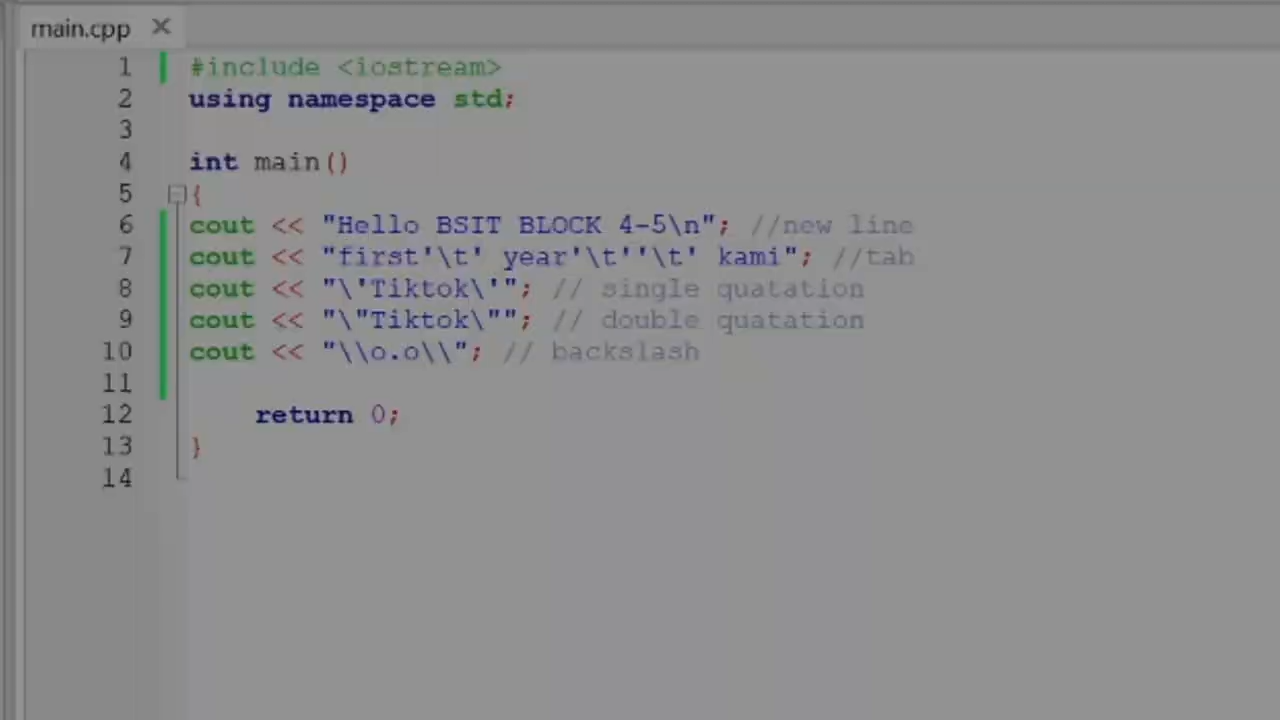 main.cpp ×
1 #include <iostream>
2 using namespace std;
3
4 int main()
5 {
6 cout << "Hello BSIT BLOCK 4-5\n"; //new line
7 cout << "first'\t' year'\t''\t' kami"; //tab
8 cout << "\'Tiktok\'"; // single quatation
9 cout << "\"Tiktok\""; // double quatation
10 cout << "\\o.o\\"; // backslash
11
12 return 0;
13 }
14